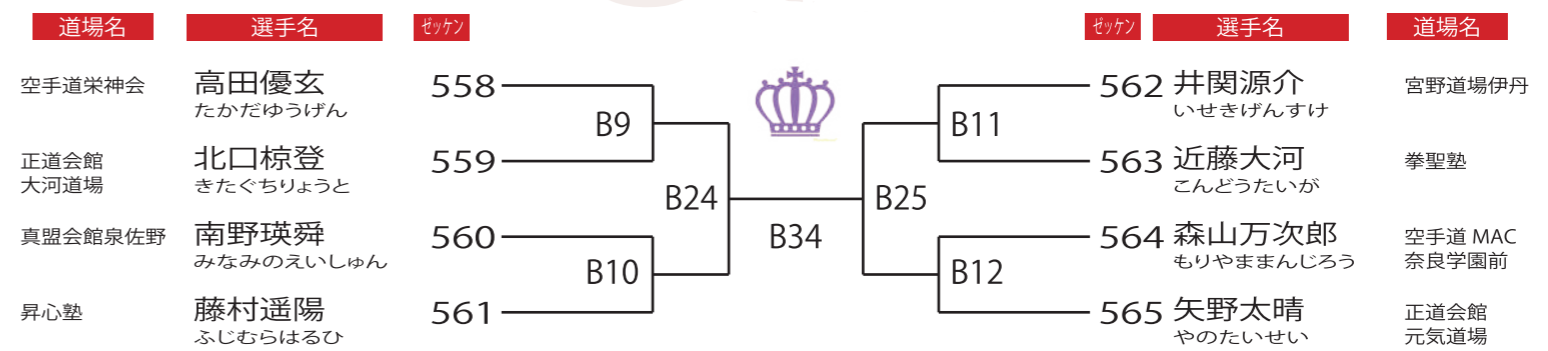 道場名 選手名 ゼッケン ゼッケン 選手名 道場名
空手道栄神会 高田優玄 558 562 井関源介 宮野道場伊丹
たかだゆうげん いせきげんすけ
B9 B11
正道会館 北口椋登 559 563 近藤大河 拳聖塾
大河道場 きたぐちりょうと こんどうたいが
B24 B25
真盟会館泉佐野 南野瑛舜 560 B34 564 森山万次郎 空手道 MAC
みなみのえいしゅん もりやままんじろう 奈良学園前
B10 B12
昇心塾 藤村遥陽 561 565 矢野太晴 正道会館
ふじむらはるひ やのたいせい 元気道場